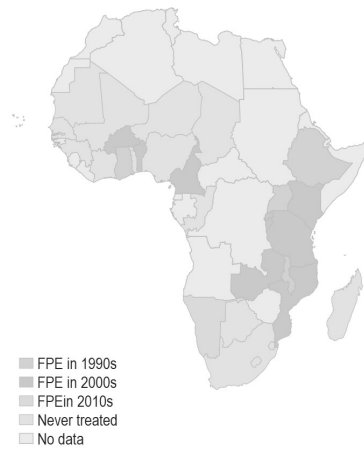 FPE in 1990s
FPE in 2000s
FPEin 2010s
Never treated
No data